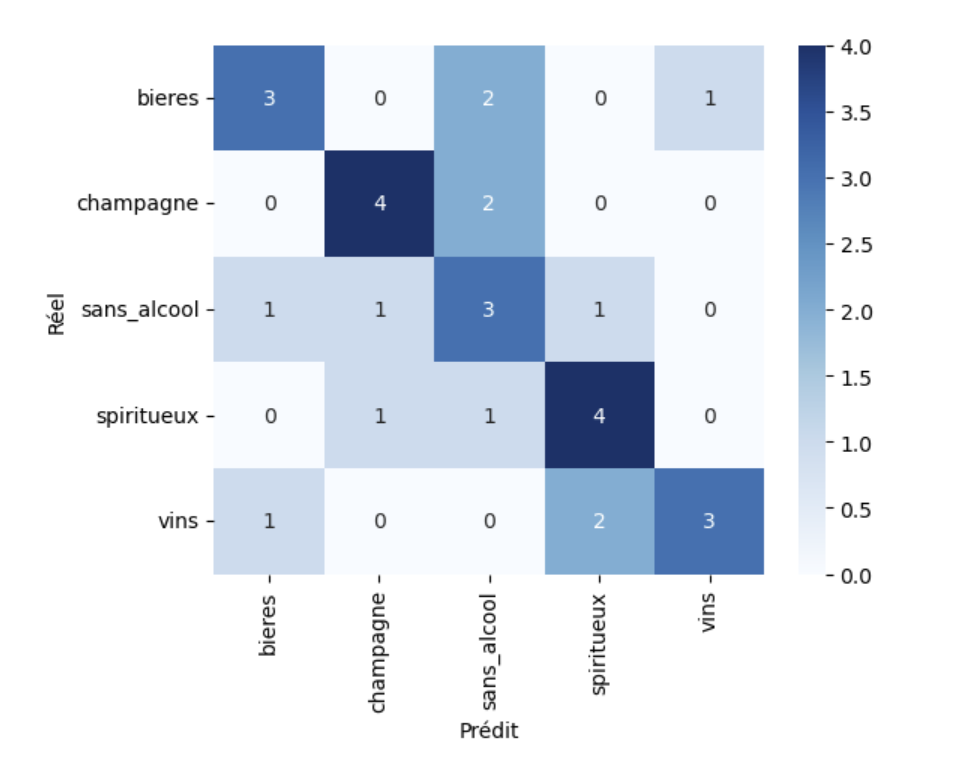 bieres 3 0 2 0 1
champagne 0 4 2 0 0
sans_alcool 1 1 3 1 0
spiritueux 0 1 1 4 0
vins 1 0 0 2 3
Réel
bieres champagne sans_alcool spiritueux vins
Prédit
4.0
3.5
3.0
2.5
2.0
1.5
1.0
0.5
0.0